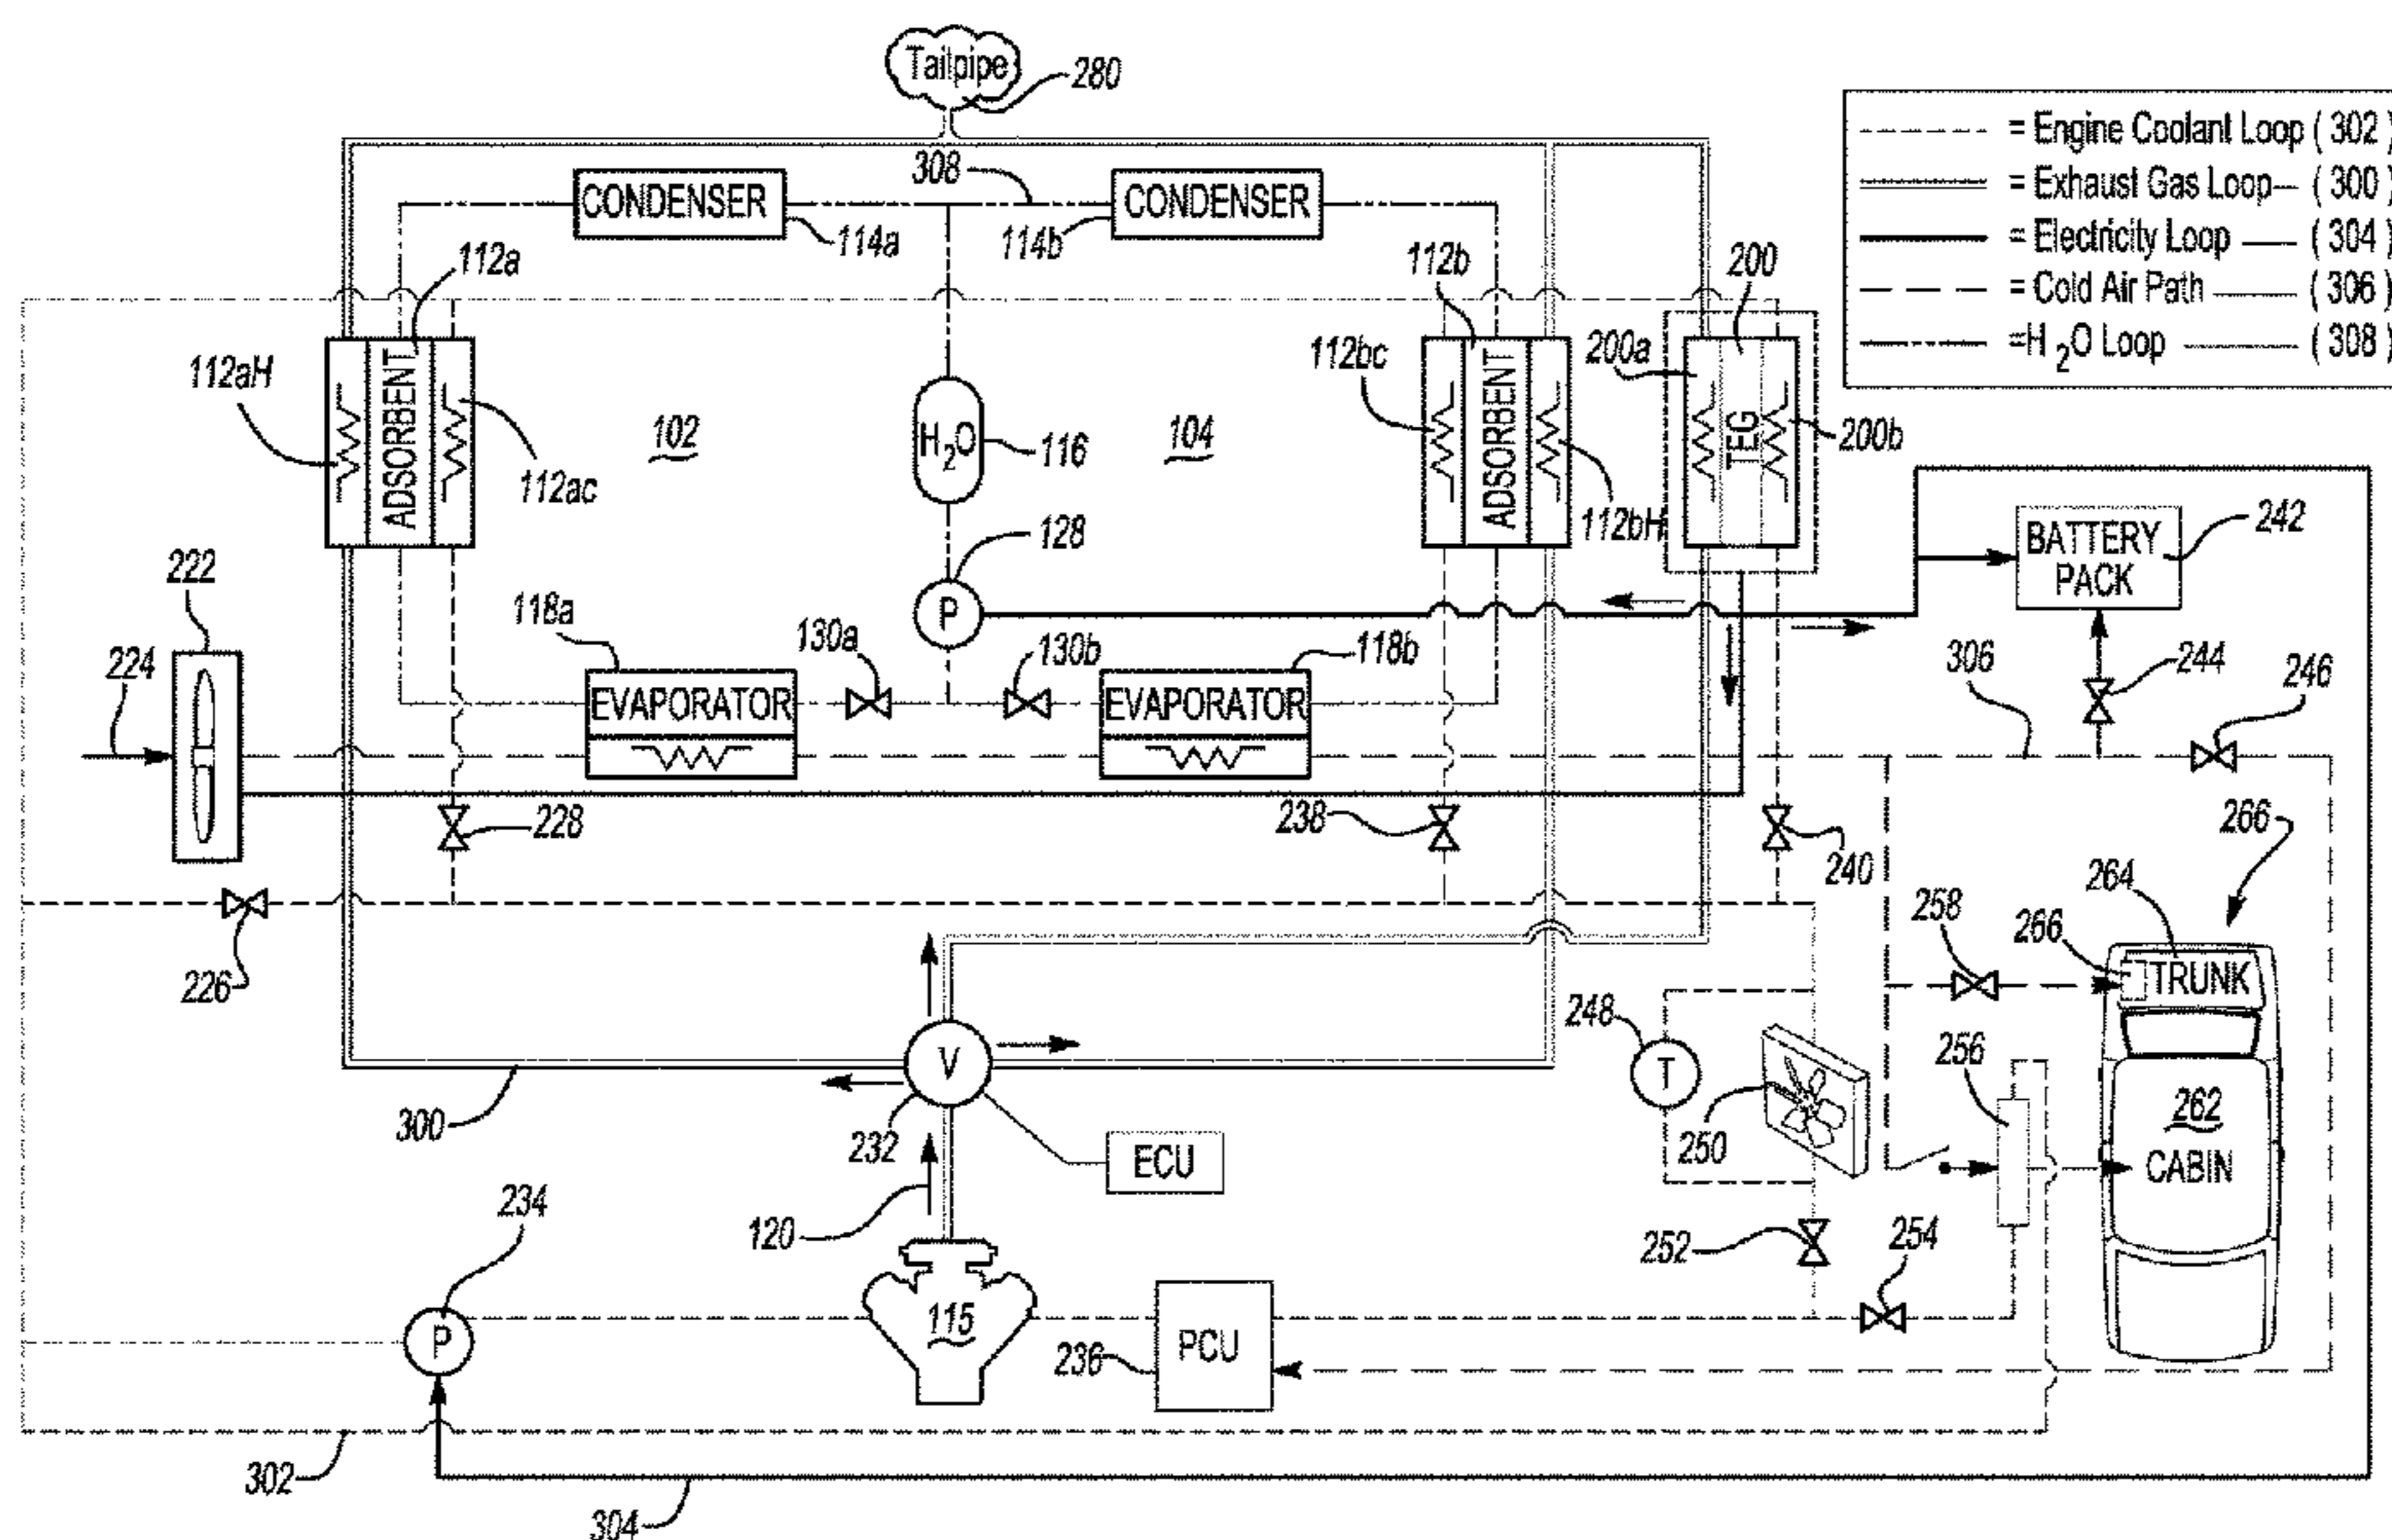 Tailpipe
280
= Engine Coolant Loop ( 302 )
= Exhaust Gas Loop ( 300 )
= Electricity Loop ( 304 )
= Cold Air Path ( 306 )
=H2O Loop ( 308 )
308
CONDENSER
CONDENSER
114a
114b
112a
112b
200
200a
112aH
112bc
ADSORBENT
ADSORBENT
TEG
200b
102
H2O
116
104
112ac
112bH
BATTERY
PACK
242
128
222
P
118a
130a
130b
118b
224
306
244
246
EVAPORATOR
EVAPORATOR
228
238
240
266
264
258
266
TRUNK
226
248
V
T
256
262
CABIN
300
232
ECU
250
120
234
252
254
P
115
236
PCU
302
304